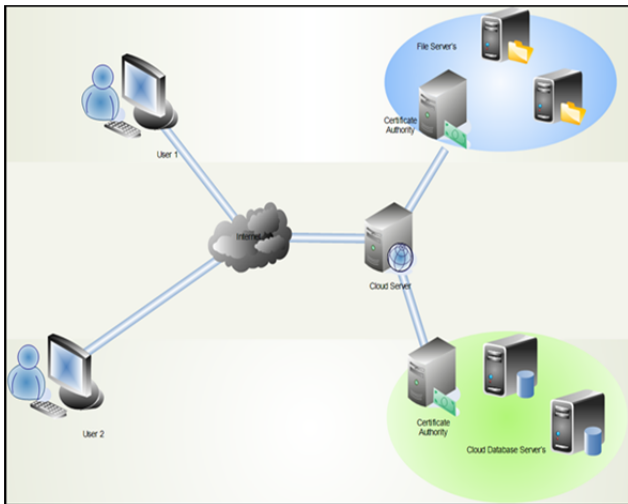 File Server's
Certificate
Authority
User 1
Internet
Cloud Server
Certificate
Authority
Cloud Database Server's
User 2